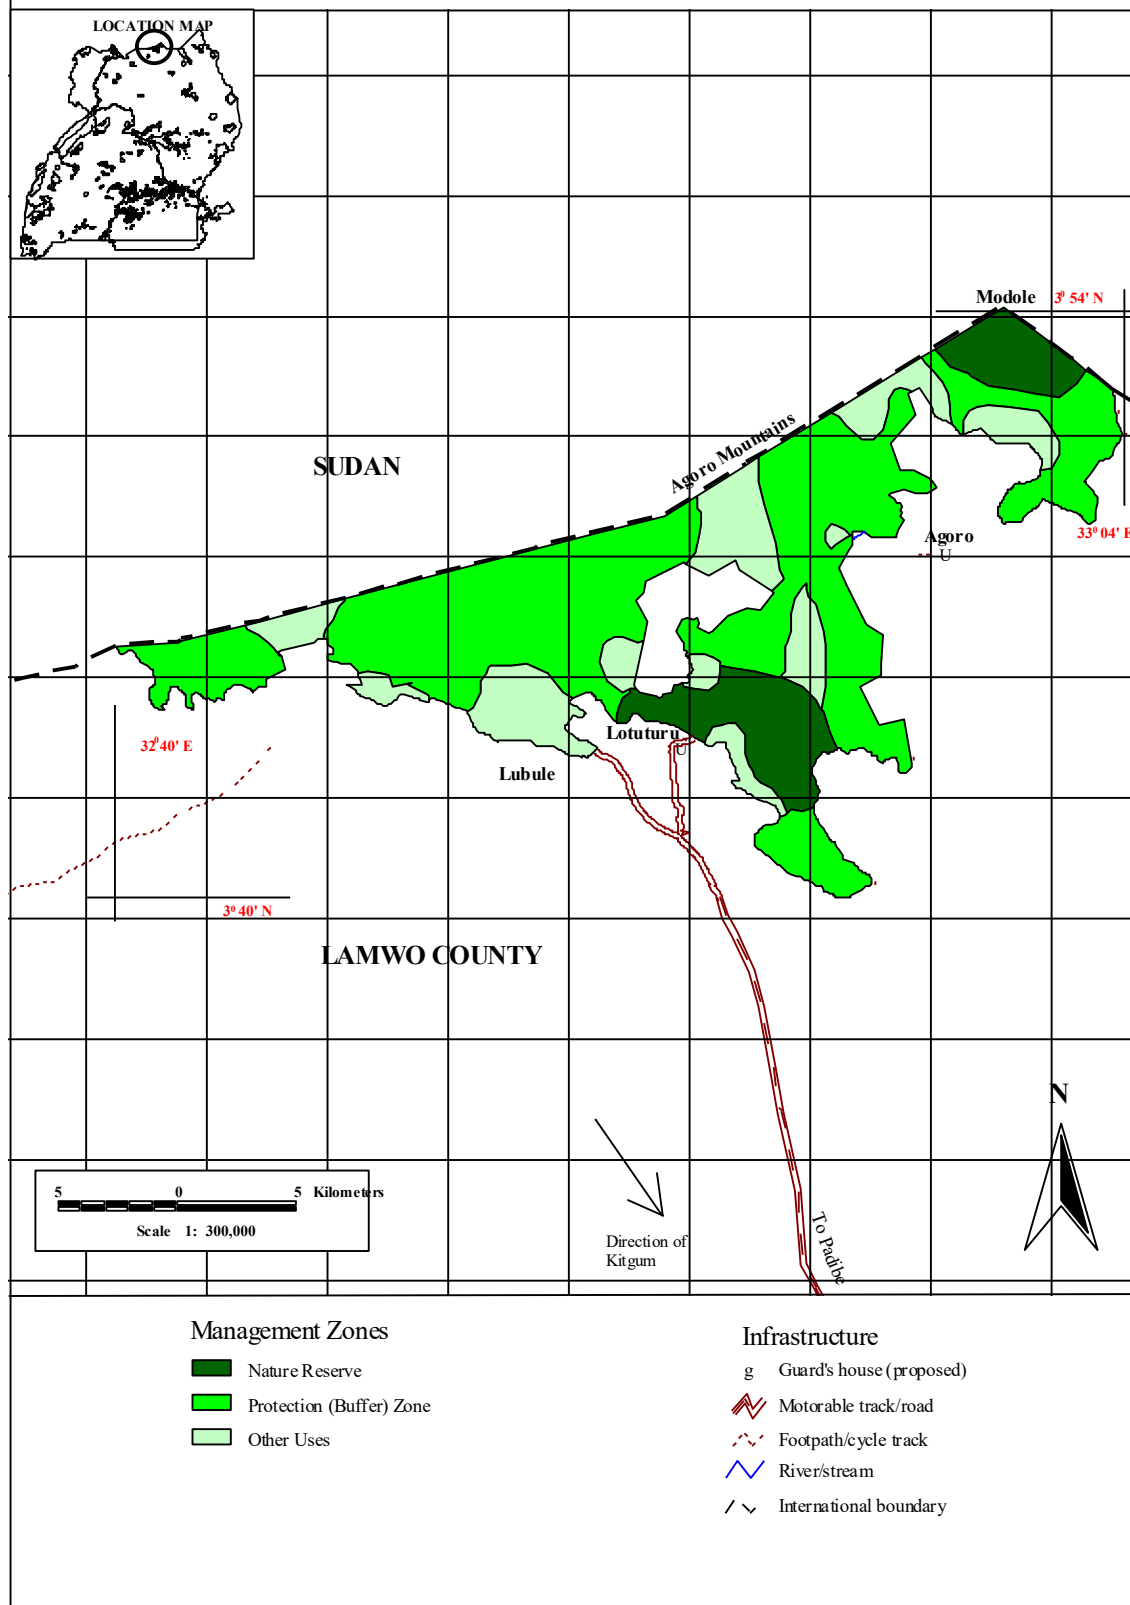 LOCATION MAP
Modole
3⁰ 54' N
Agoro Mountains
SUDAN
33⁰ 04' E
Agoro
U
Lotuturu
U
32⁰ 40' E
Lubule
3⁰ 40' N
LAMWO COUNTY
N
5 0 5 Kilometers
Scale 1: 300,000
Direction of
Kitgum
To Padibe
Management Zones
Nature Reserve
Protection (Buffer) Zone
Other Uses
Infrastructure
g Guard's house (proposed)
Motorable track/road
Footpath/cycle track
River/stream
International boundary